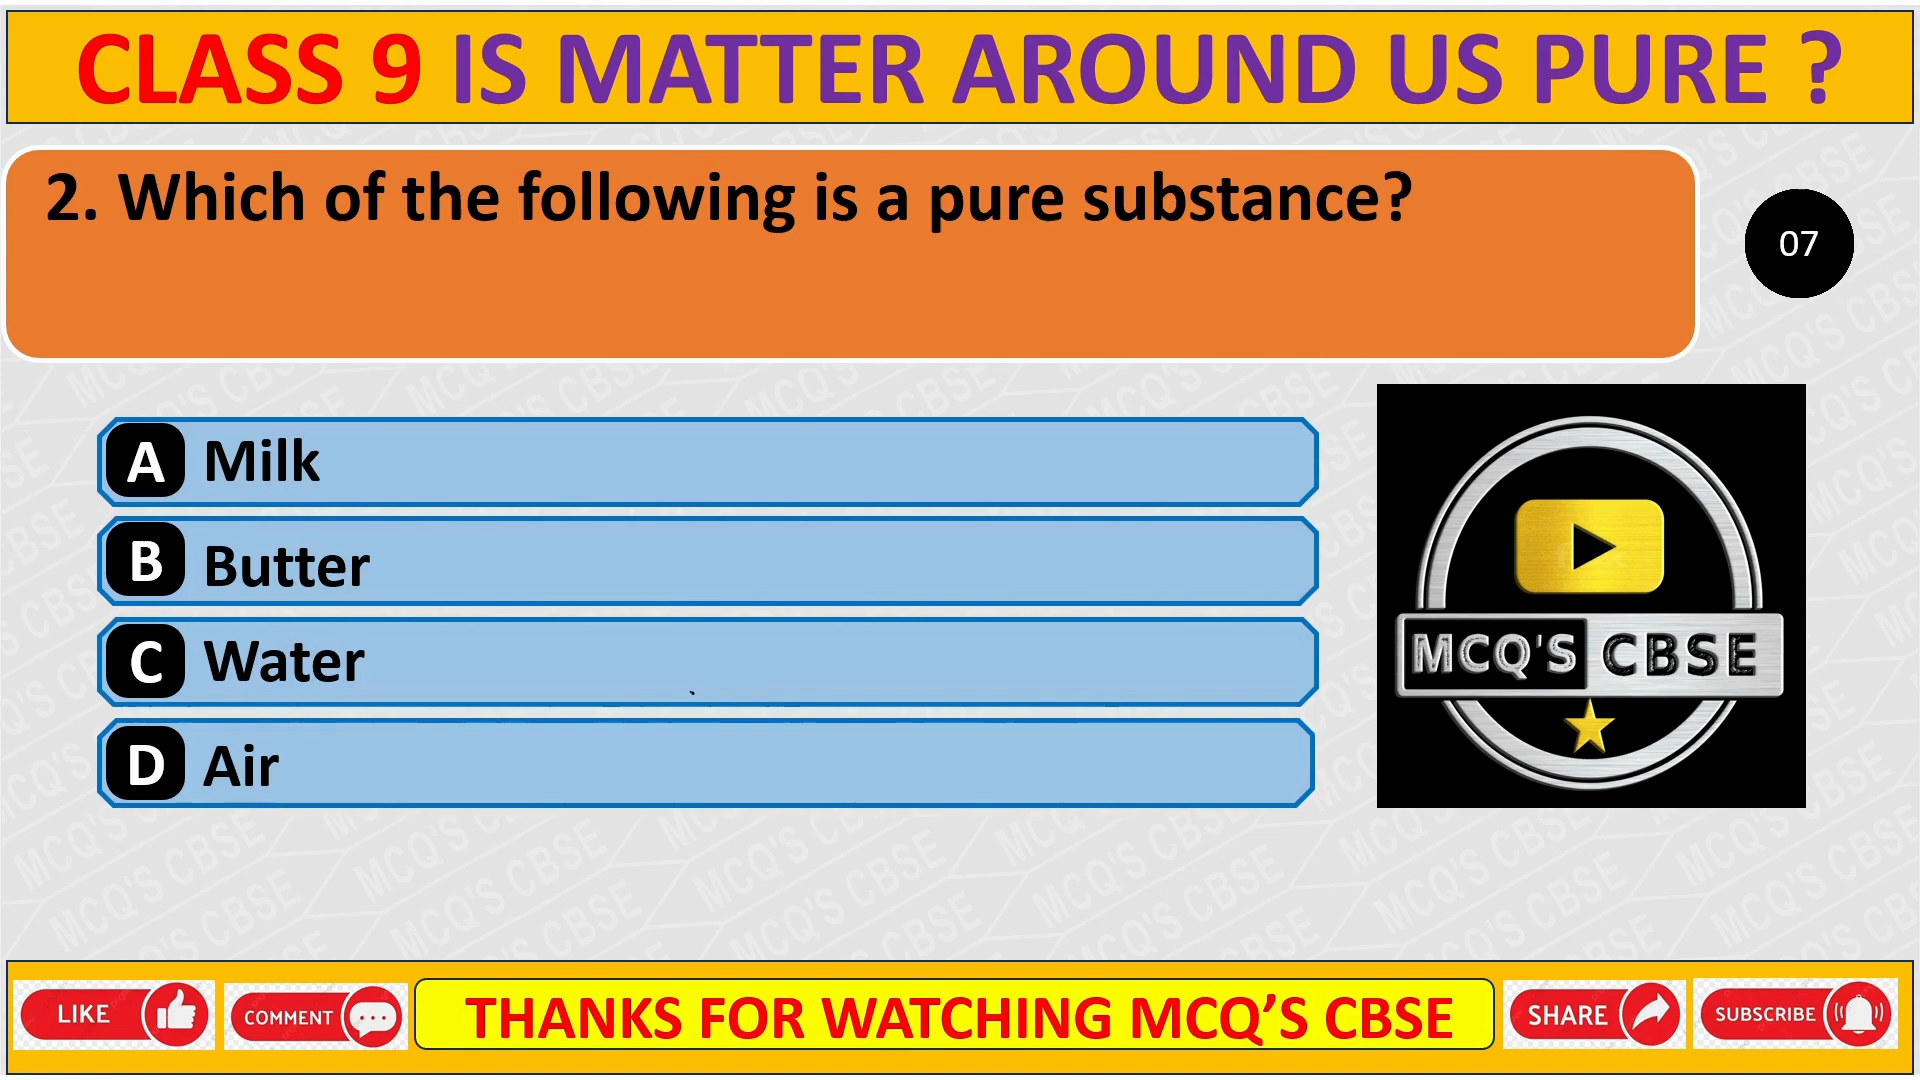 CLASS 9 IS MATTER AROUND US PURE ?
2. Which of the following is a pure substance?
07
A Milk
B Butter
C Water
D Air
MCQ'S CBSE
LIKE
COMMENT
THANKS FOR WATCHING MCQ’S CBSE
SHARE
SUBSCRIBE